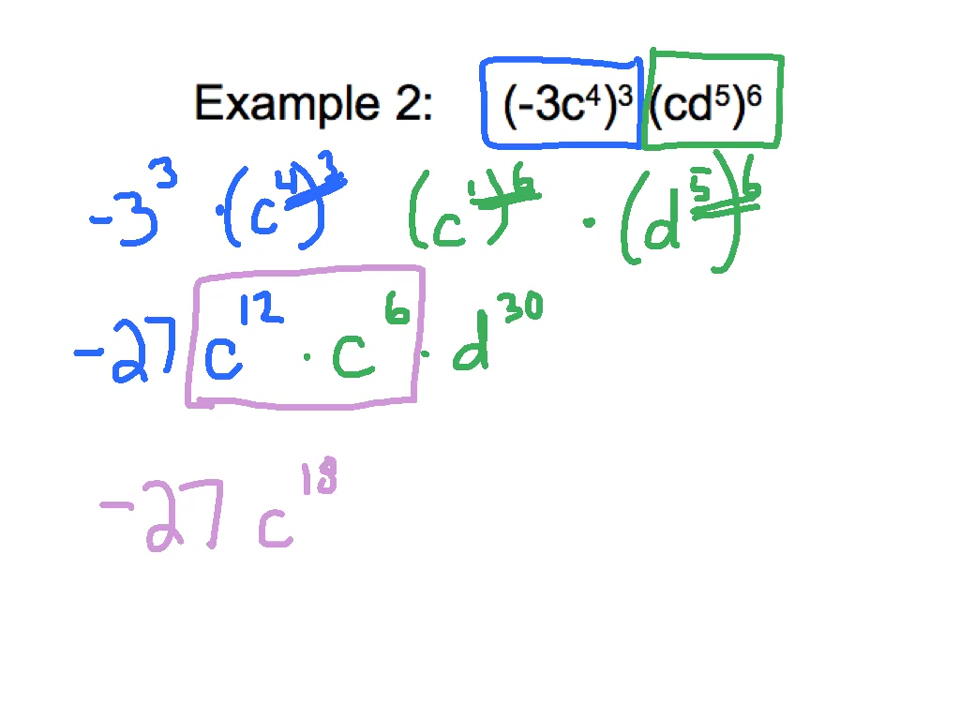 Example 2: (-3c⁴)³ (cd⁵)⁶
-3³ · (c⁴)³ (c¹)⁶ · (d⁵)⁶
-27 c¹² · c⁶ · d³⁰
-27 c¹⁸